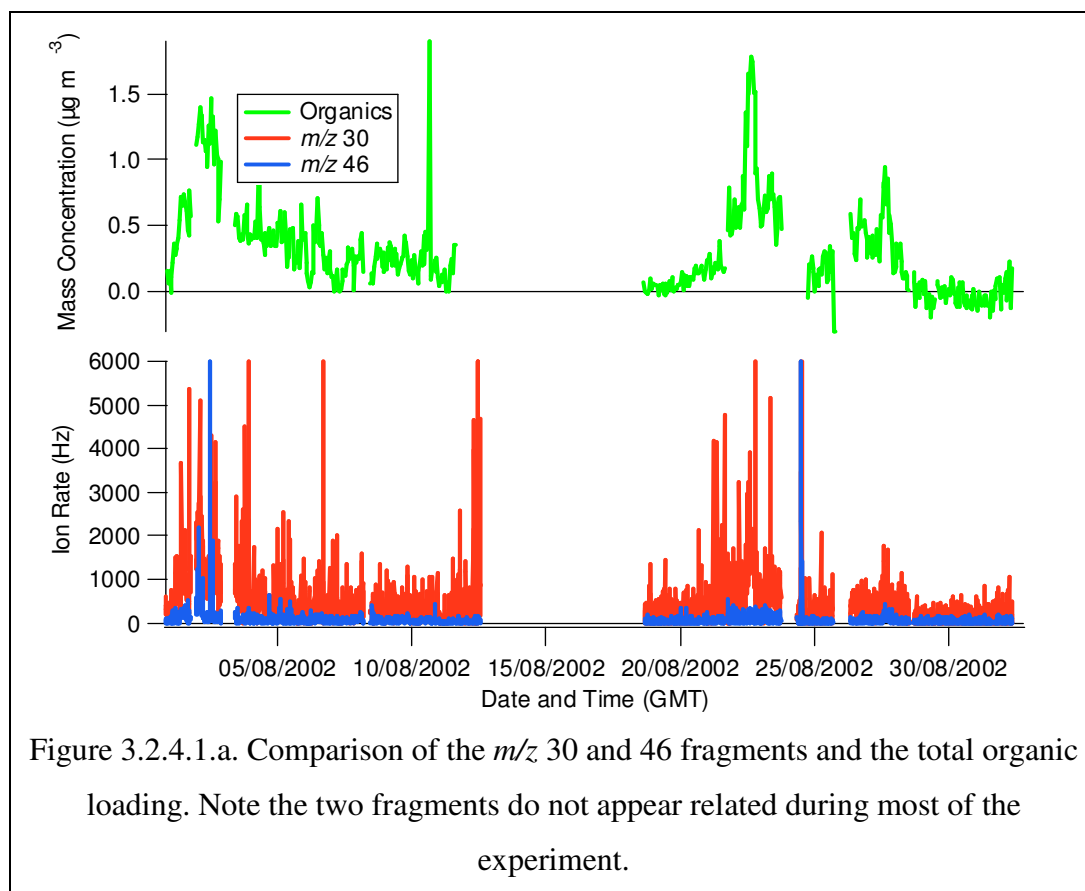 Mass Concentration (µg m -3)
1.5
1.0
0.5
0.0
Organics
m/z 30
m/z 46
Ion Rate (Hz)
6000
5000
4000
3000
2000
1000
0
05/08/2002 10/08/2002 15/08/2002 20/08/2002 25/08/2002 30/08/2002
Date and Time (GMT)
Figure 3.2.4.1.a. Comparison of the m/z 30 and 46 fragments and the total organic
loading. Note the two fragments do not appear related during most of the
experiment.